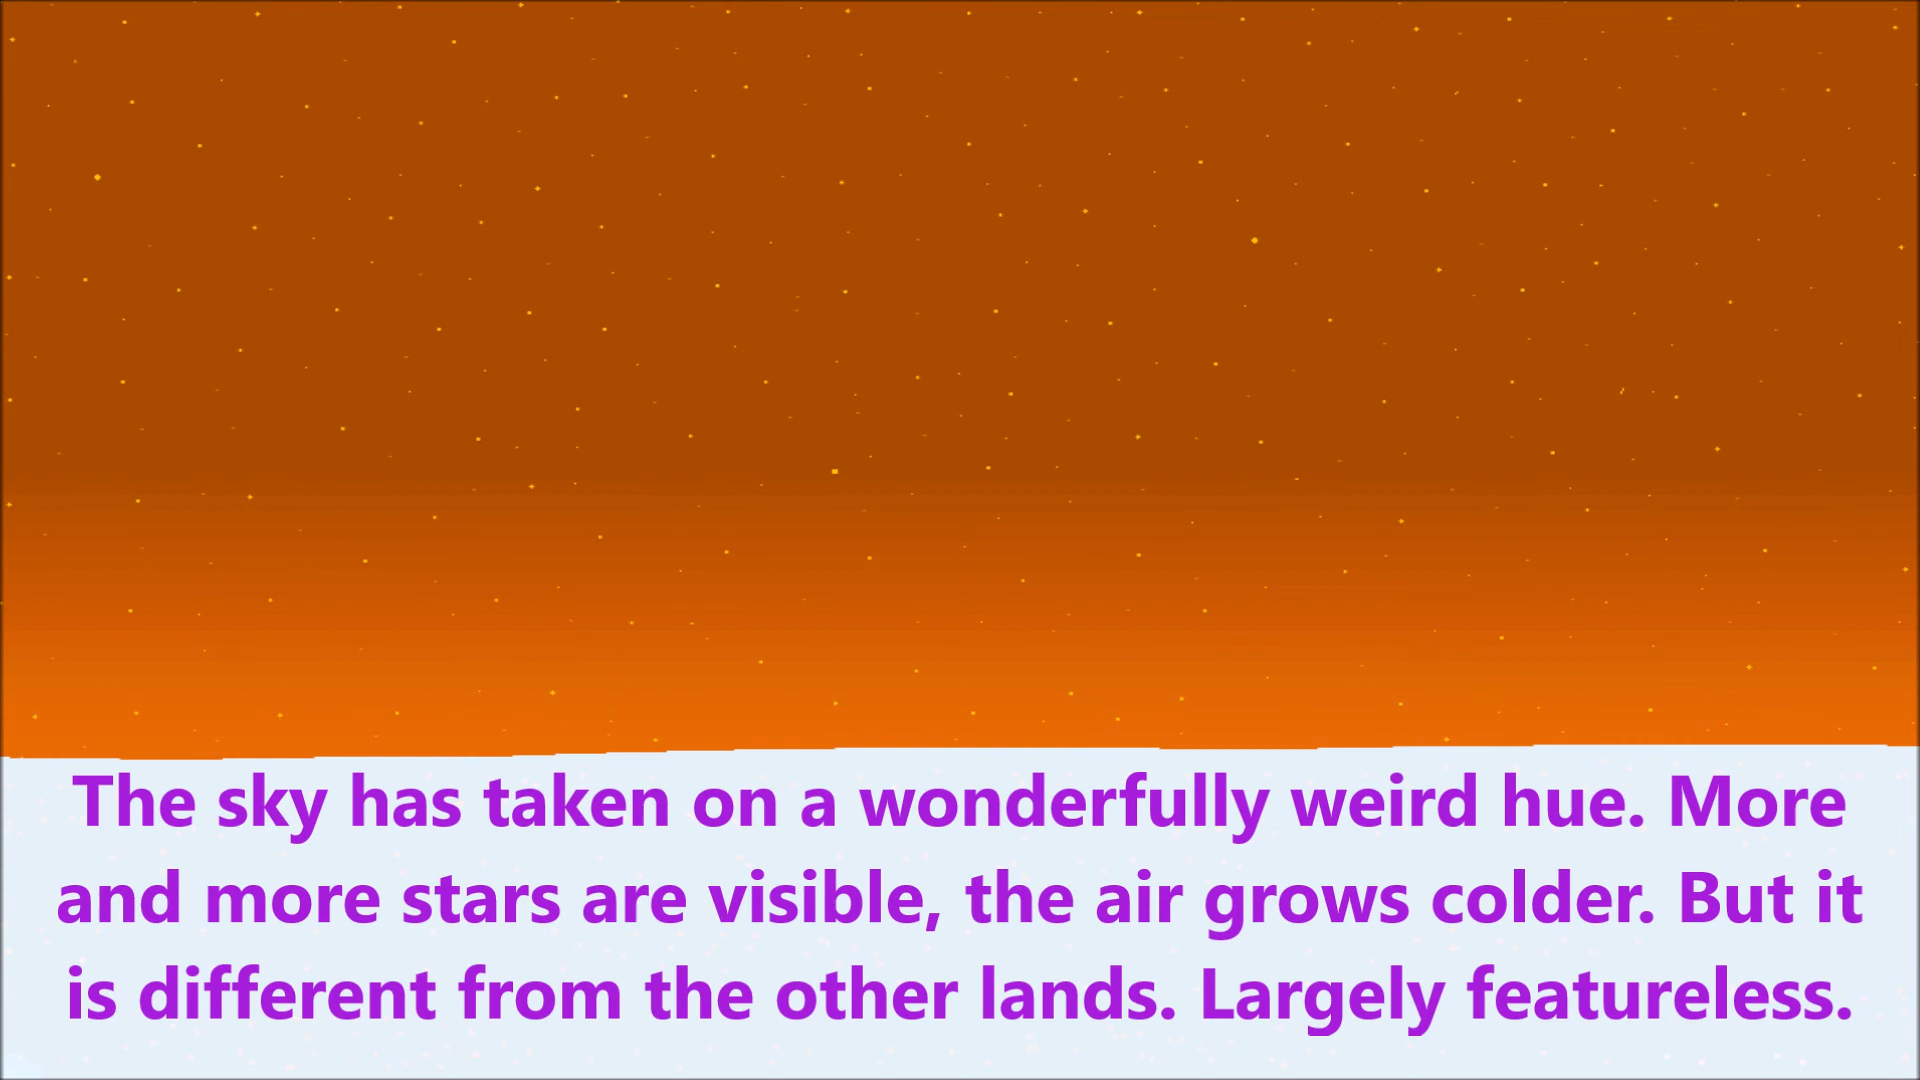 The sky has taken on a wonderfully weird hue. More
and more stars are visible, the air grows colder. But it
is different from the other lands. Largely featureless.